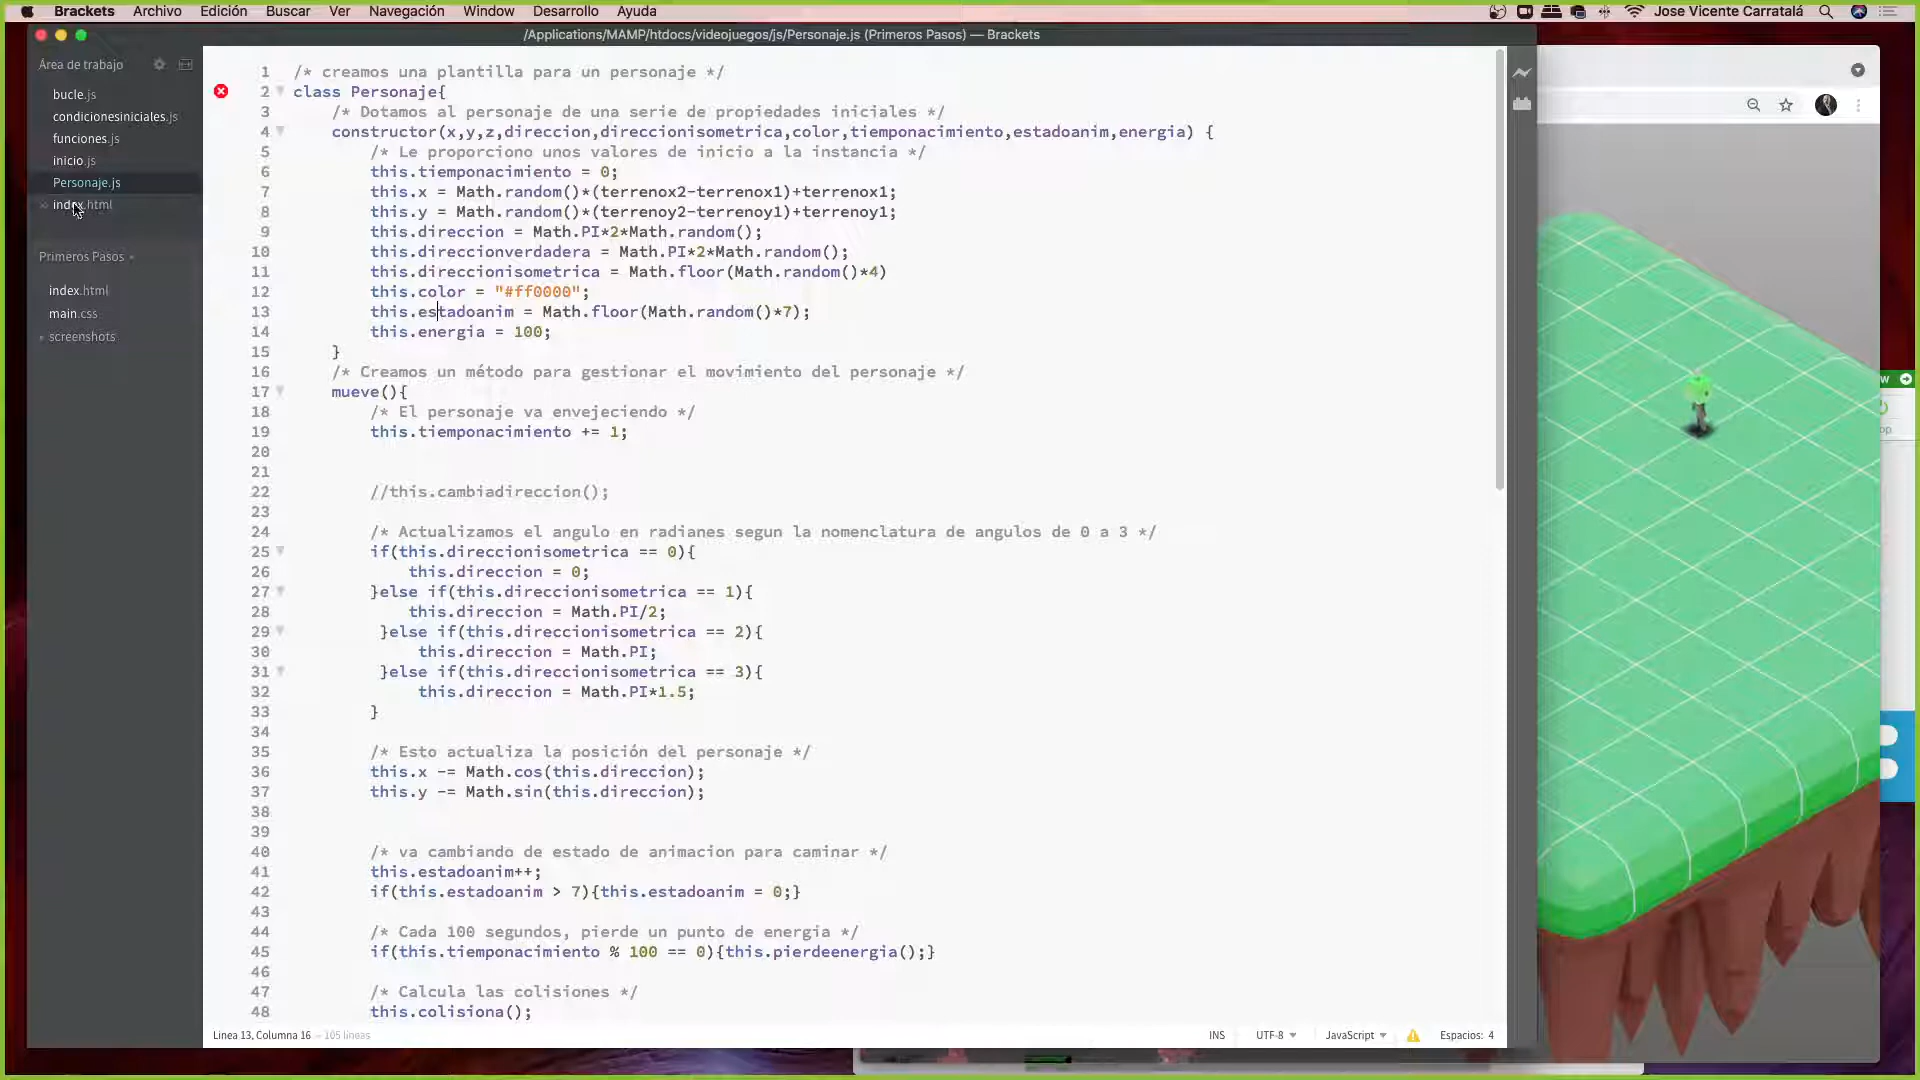 Brackets Archivo Edición Buscar Ver Navegación Window Desarrollo Ayuda Jose Vicente Carratalá
/Applications/MAMP/htdocs/videojuegos/js/Personaje.js (Primeros Pasos) — Brackets
Área de trabajo
bucle.js
condicionesiniciales.js
funciones.js
inicio.js
Personaje.js
index.html
Primeros Pasos
index.html
main.css
screenshots
1 /* creamos una plantilla para un personaje */
2 class Personaje{
3 /* Dotamos al personaje de una serie de propiedades iniciales */
4 constructor(x,y,z,direccion,direccionisometrica,color,tiemponacimiento,estadoanim,energia) {
5 /* Le proporciono unos valores de inicio a la instancia */
6 this.tiemponacimiento = 0;
7 this.x = Math.random()*(terrenox2-terrenox1)+terrenox1;
8 this.y = Math.random()*(terrenoy2-terrenoy1)+terrenoy1;
9 this.direccion = Math.PI*2*Math.random();
10 this.direccionverdadera = Math.PI*2*Math.random();
11 this.direccionisometrica = Math.floor(Math.random()*4)
12 this.color = "#ff0000";
13 this.estadoanim = Math.floor(Math.random()*7);
14 this.energia = 100;
15 }
16 /* Creamos un método para gestionar el movimiento del personaje */
17 mueve(){
18 /* El personaje va envejeciendo */
19 this.tiemponacimiento += 1;
20
21
22 //this.cambiadireccion();
23
24 /* Actualizamos el angulo en radianes segun la nomenclatura de angulos de 0 a 3 */
25 if(this.direccionisometrica == 0){
26 this.direccion = 0;
27 }else if(this.direccionisometrica == 1){
28 this.direccion = Math.PI/2;
29 }else if(this.direccionisometrica == 2){
30 this.direccion = Math.PI;
31 }else if(this.direccionisometrica == 3){
32 this.direccion = Math.PI*1.5;
33 }
34
35 /* Esto actualiza la posición del personaje */
36 this.x -= Math.cos(this.direccion);
37 this.y -= Math.sin(this.direccion);
38
39
40 /* va cambiando de estado de animacion para caminar */
41 this.estadoanim++;
42 if(this.estadoanim > 7){this.estadoanim = 0;}
43
44 /* Cada 100 segundos, pierde un punto de energia */
45 if(this.tiemponacimiento % 100 == 0){this.pierdeenergia();}
46
47 /* Calcula las colisiones */
48 this.colisiona();
Línea 13, Columna 16 — 105 líneas INS UTF-8 JavaScript Espacios: 4